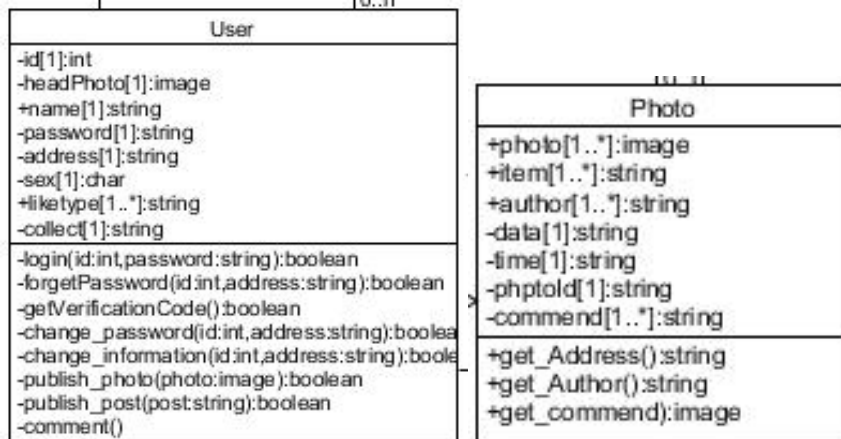 0..n
User
-id[1]:int
-headPhoto[1]:image
+name[1]:string
-password[1]:string
-address[1]:string
-sex[1]:char
+liketype[1..*]:string
-collect[1]:string
-login(id:int,password:string):boolean
-forgetPassword(id:int,address:string):boolean
-getVerificationCode():boolean
-change_password(id:int,address:string):boolea
-change_information(id:int,address:string):boole
-publish_photo(photo:image):boolean
-publish_post(post:string):boolean
-comment()
Photo
+photo[1..*]:image
+item[1..*]:string
+author[1..*]:string
-data[1]:string
-time[1]:string
-phptoId[1]:string
-commend[1..*]:string
+get_Address():string
+get_Author():string
+get_commend):image